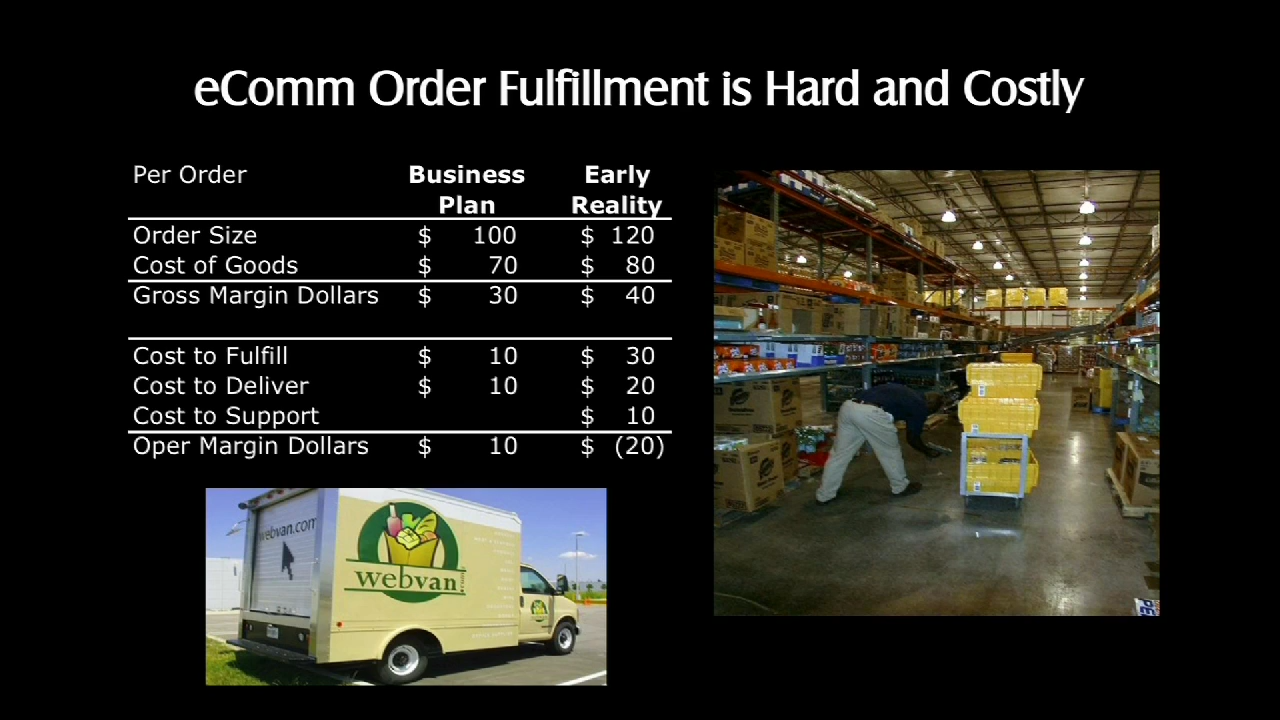 eComm Order Fulfillment is Hard and Costly
Per Order Business Plan Early Reality
Order Size $ 100 $ 120
Cost of Goods $ 70 $ 80
Gross Margin Dollars $ 30 $ 40
Cost to Fulfill $ 10 $ 30
Cost to Deliver $ 10 $ 20
Cost to Support $ 10
Oper Margin Dollars $ 10 $ (20)
webvan.com
webvan.com